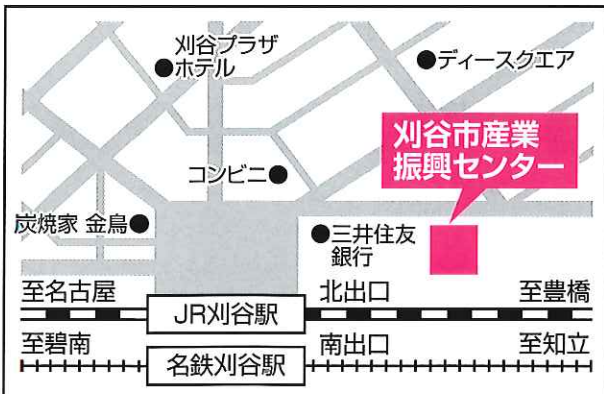 刈谷プラザ
ホテル
ディースクエア
刈谷市産業
振興センター
コンビニ
炭焼家 金鳥
三井住友
銀行
至名古屋
北出口
至豊橋
JR刈谷駅
至碧南
南出口
至知立
名鉄刈谷駅